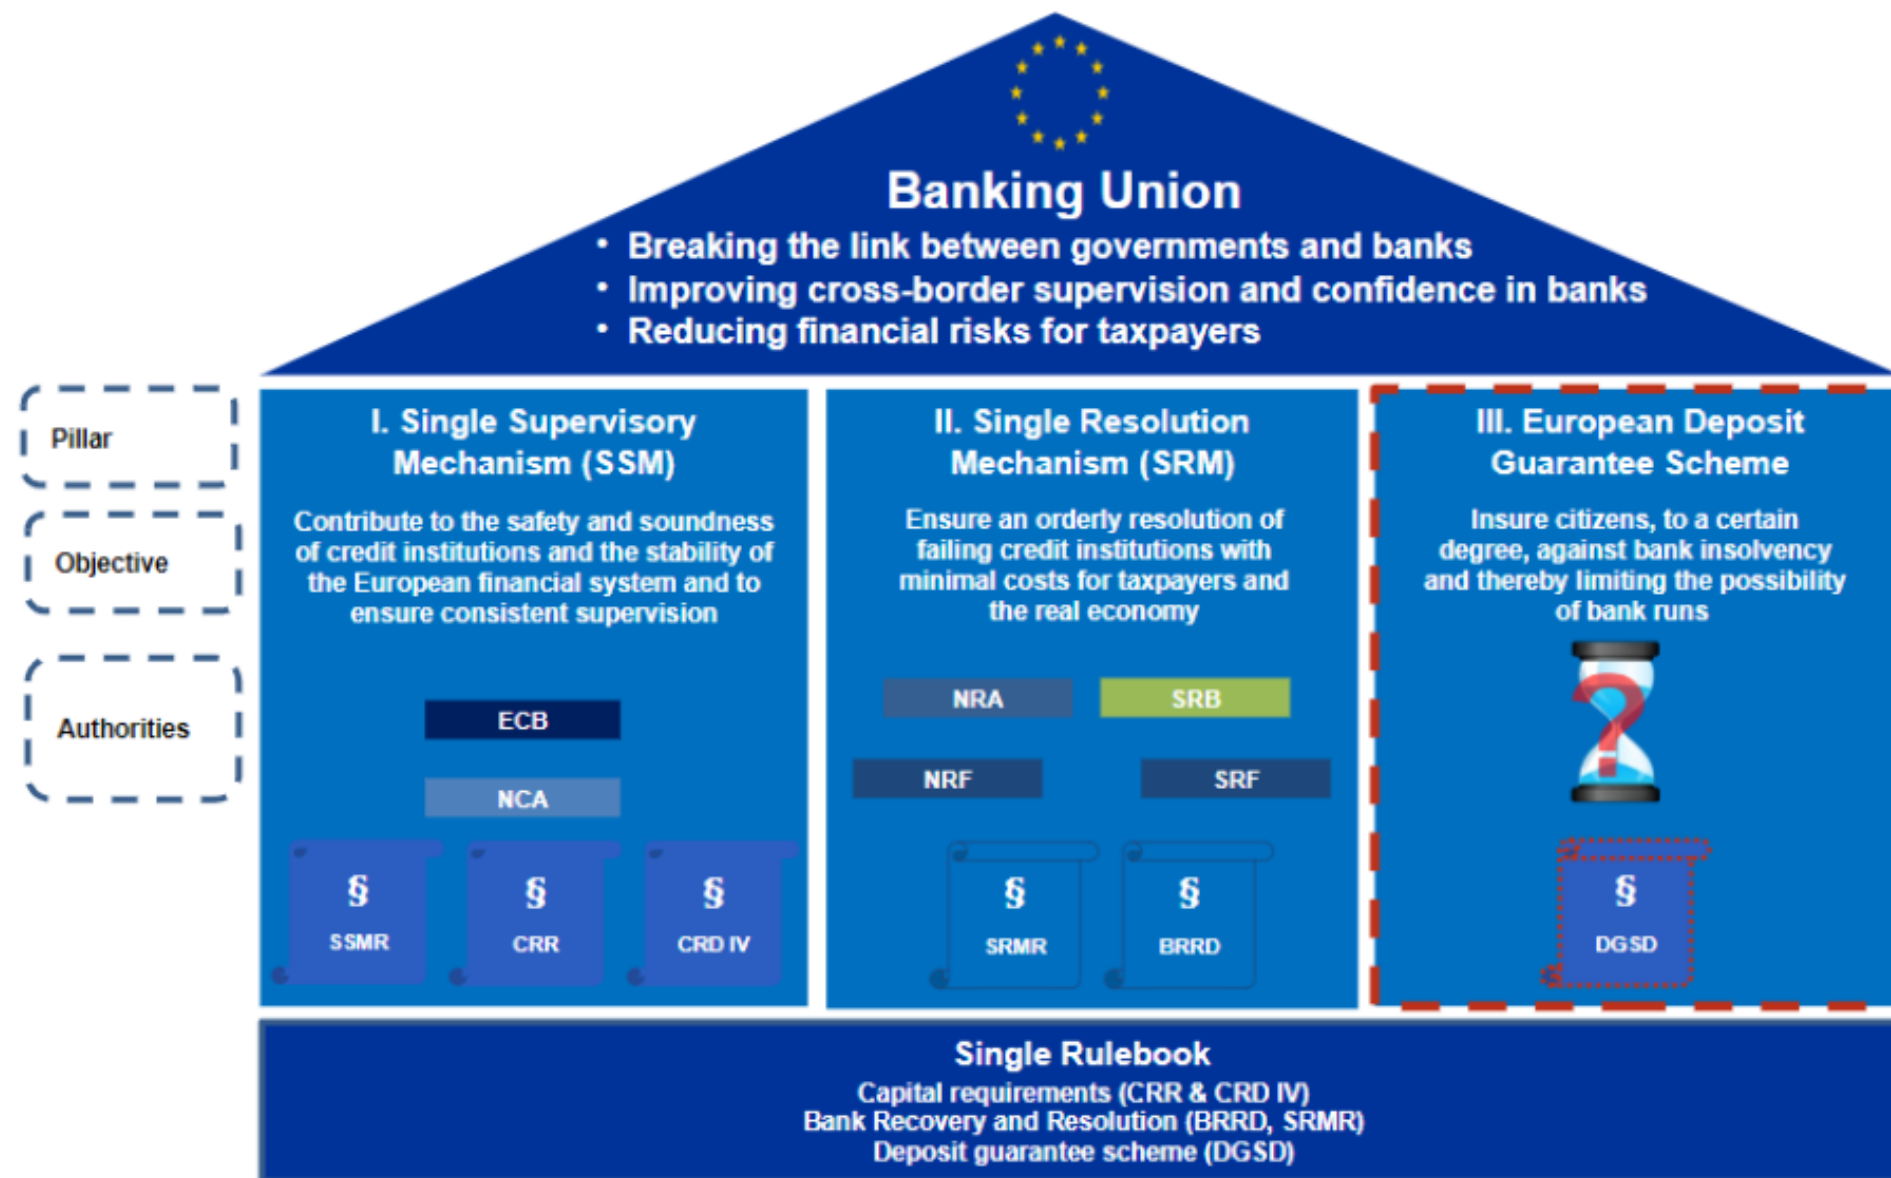 Banking Union
• Breaking the link between governments and banks
• Improving cross-border supervision and confidence in banks
• Reducing financial risks for taxpayers
Pillar
Objective
Authorities
I. Single Supervisory
Mechanism (SSM)
Contribute to the safety and soundness
of credit institutions and the stability of
the European financial system and to
ensure consistent supervision
ECB
NCA
§
SSMR
§
CRR
§
CRD IV
II. Single Resolution
Mechanism (SRM)
Ensure an orderly resolution of
failing credit institutions with
minimal costs for taxpayers and
the real economy
NRA
SRB
NRF
SRF
§
SRMR
§
BRRD
III. European Deposit
Guarantee Scheme
Insure citizens, to a certain
degree, against bank insolvency
and thereby limiting the possibility
of bank runs
?
§
DGSD
Single Rulebook
Capital requirements (CRR & CRD IV)
Bank Recovery and Resolution (BRRD, SRMR)
Deposit guarantee scheme (DGSD)